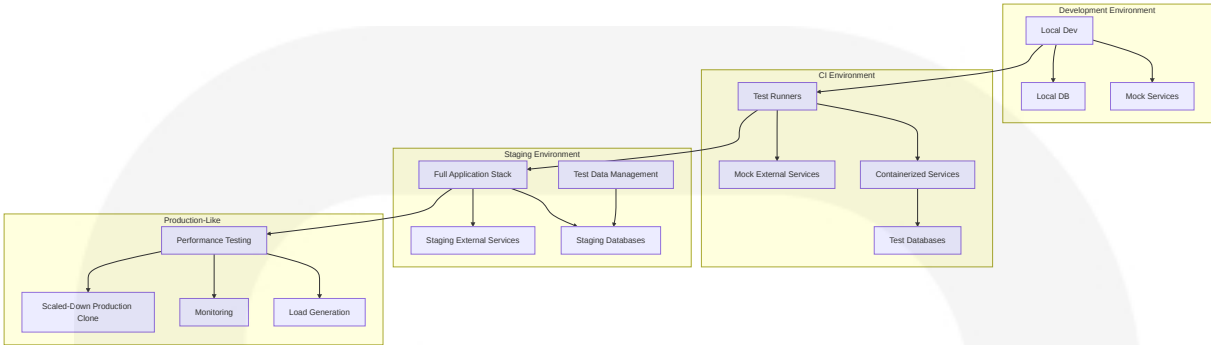 Development Environment
Local Dev
Local DB
Mock Services
CI Environment
Test Runners
Mock External Services
Containerized Services
Test Databases
Staging Environment
Full Application Stack
Test Data Management
Staging External Services
Staging Databases
Production-Like
Performance Testing
Scaled-Down Production
Clone
Monitoring
Load Generation